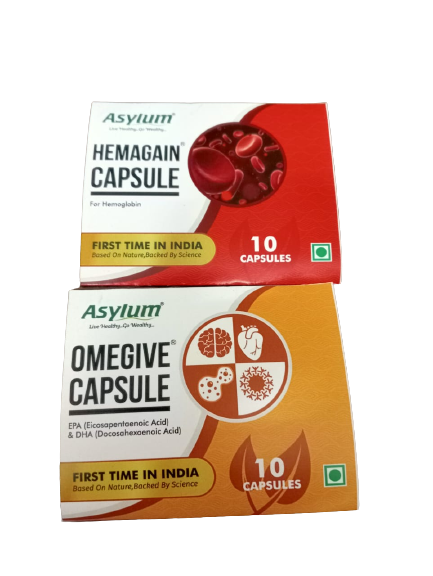 Asylum®
Live Healthy..Go Wealthy...
HEMAGAIN®
CAPSULE
For Hemoglobin
FIRST TIME IN INDIA
Based On Nature,Backed By Science
10
CAPSULES
Asylum®
Live Healthy..Go Wealthy...
OMEGIVE®
CAPSULE
EPA (Eicosapentaenoic Acid)
& DHA (Docosahexaenoic Acid)
FIRST TIME IN INDIA
Based On Nature,Backed By Science
10
CAPSULES